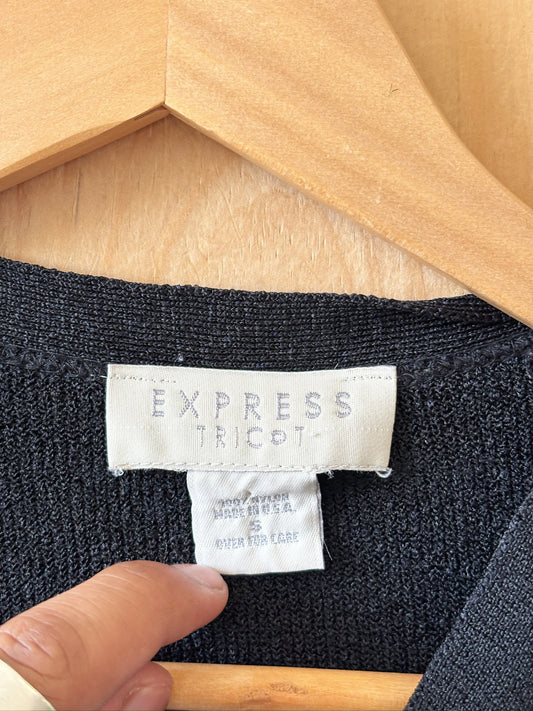 EXPRESS
TRICOT
100% NYLON
MADE IN U.S.A.
S
OVER FOR CARE